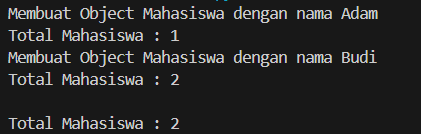 Membuat Object Mahasiswa dengan nama Adam
Total Mahasiswa : 1
Membuat Object Mahasiswa dengan nama Budi
Total Mahasiswa : 2
Total Mahasiswa : 2